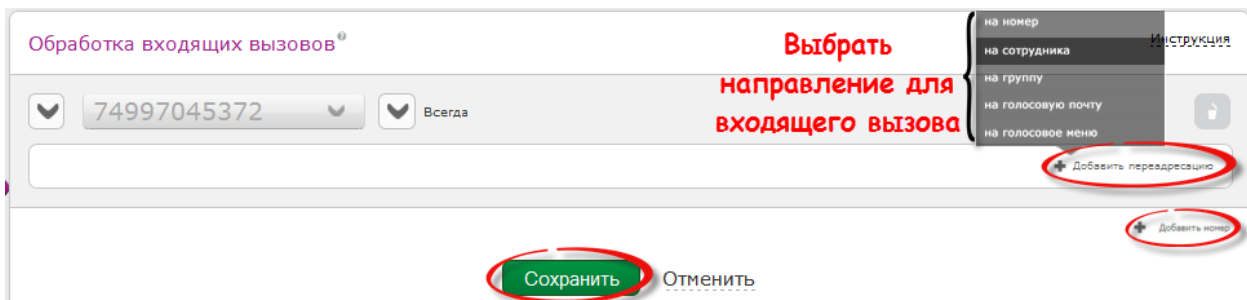 Обработка входящих вызовов
Инструкция
Выбрать
направление для
входящего вызова
на номер
на сотрудника
на группу
на голосовую почту
на голосовое меню
74997045372
Всегда
Добавить переадресацию
Добавить номер
Сохранить
Отменить